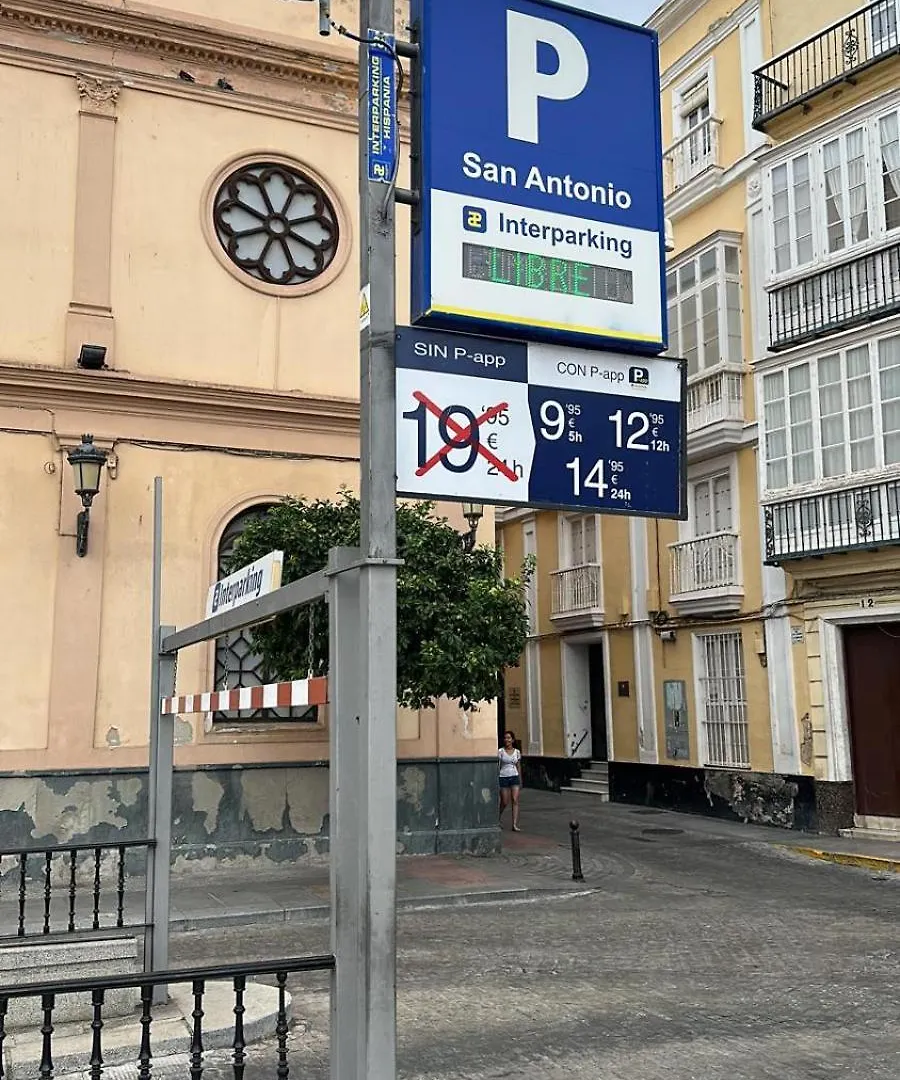 INTERPARKING
HISPANIA
P
San Antonio
Interparking
LIBRE
SIN P-app
CON P-app P
19'95 € 24h
9'95 € 5h
12'95 € 12h
14'95 € 24h
Interparking
12